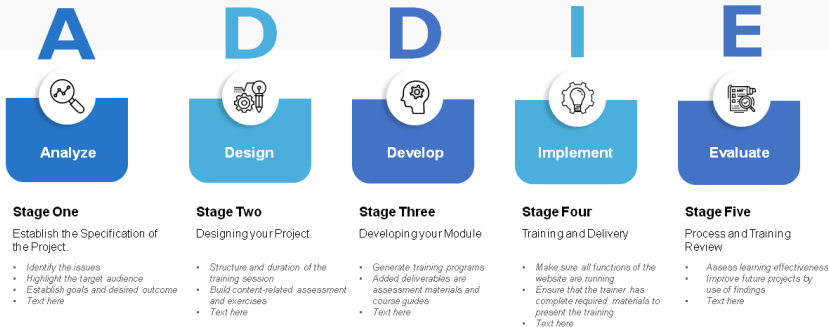 A D D I E
Analyze
Design
Develop
Implement
Evaluate
Stage One
Establish the Specification of
the Project.
• Identify the issues
• Highlight the target audience
• Establish goals and desired outcome
• Text here
Stage Two
Designing your Project.
• Structure and duration of the
training session
• Build content-related assessment
and exercises
• Text here
Stage Three
Developing your Module
• Generate training programs
• Added deliverables are
assessment materials and
course guides
• Text here
Stage Four
Training and Delivery
• Make sure all functions of the
website are running
• Ensure that the trainer has
complete required materials to
present the training
• Text here
Stage Five
Process and Training
Review
• Assess learning effectiveness
• Improve future projects by
use of findings
• Text here